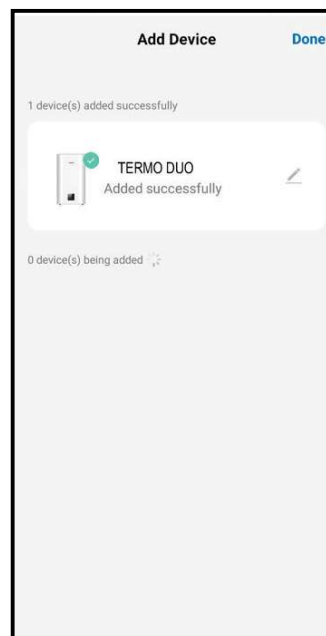 Add Device
Done
1 device(s) added successfully
TERMO DUO
Added successfully
0 device(s) being added